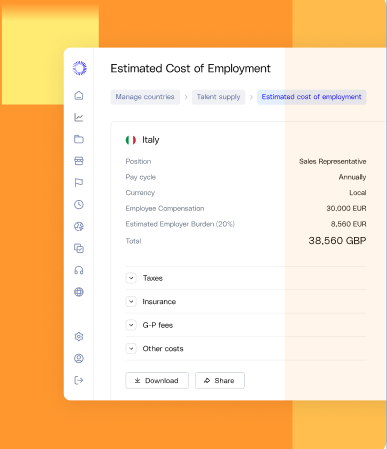 Estimated Cost of Employment
Manage countries > Talent supply > Estimated cost of employment
Italy
Position Sales Representative
Pay cycle Annually
Currency Local
Employee Compensation 30,000 EUR
Estimated Employer Burden (20%) 8,560 EUR
Total 38,560 GBP
Taxes
Insurance
G-P fees
Other costs
Download Share